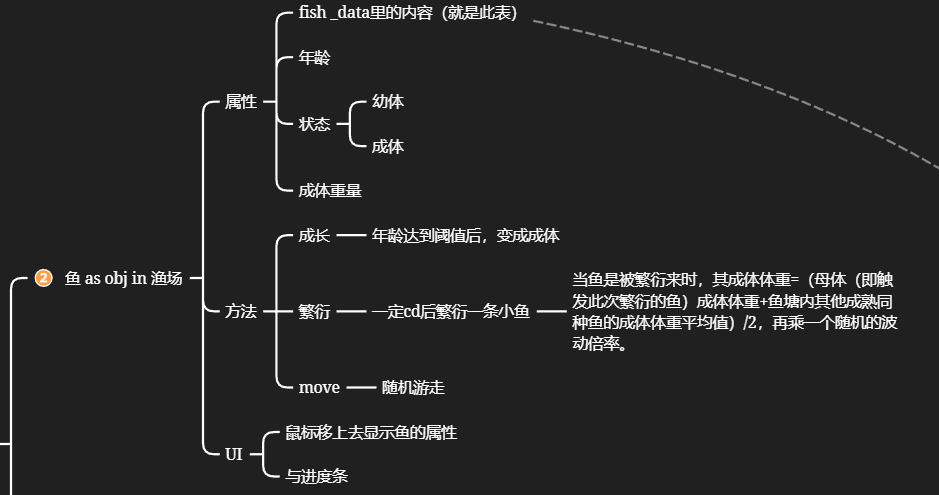 fish _data里的内容（就是此表）
年龄
属性
幼体
状态
成体
成体重量
成长
年龄达到阈值后，变成成体
2
鱼 as obj in 渔场
方法
繁衍
一定cd后繁衍一条小鱼
当鱼是被繁衍来时，其成体体重=（母体（即触
发此次繁衍的鱼）成体体重+鱼塘内其他成熟同
种鱼的成体体重平均值）/2，再乘一个随机的波
动倍率。
move
随机游走
UI
鼠标移上去显示鱼的属性
与进度条